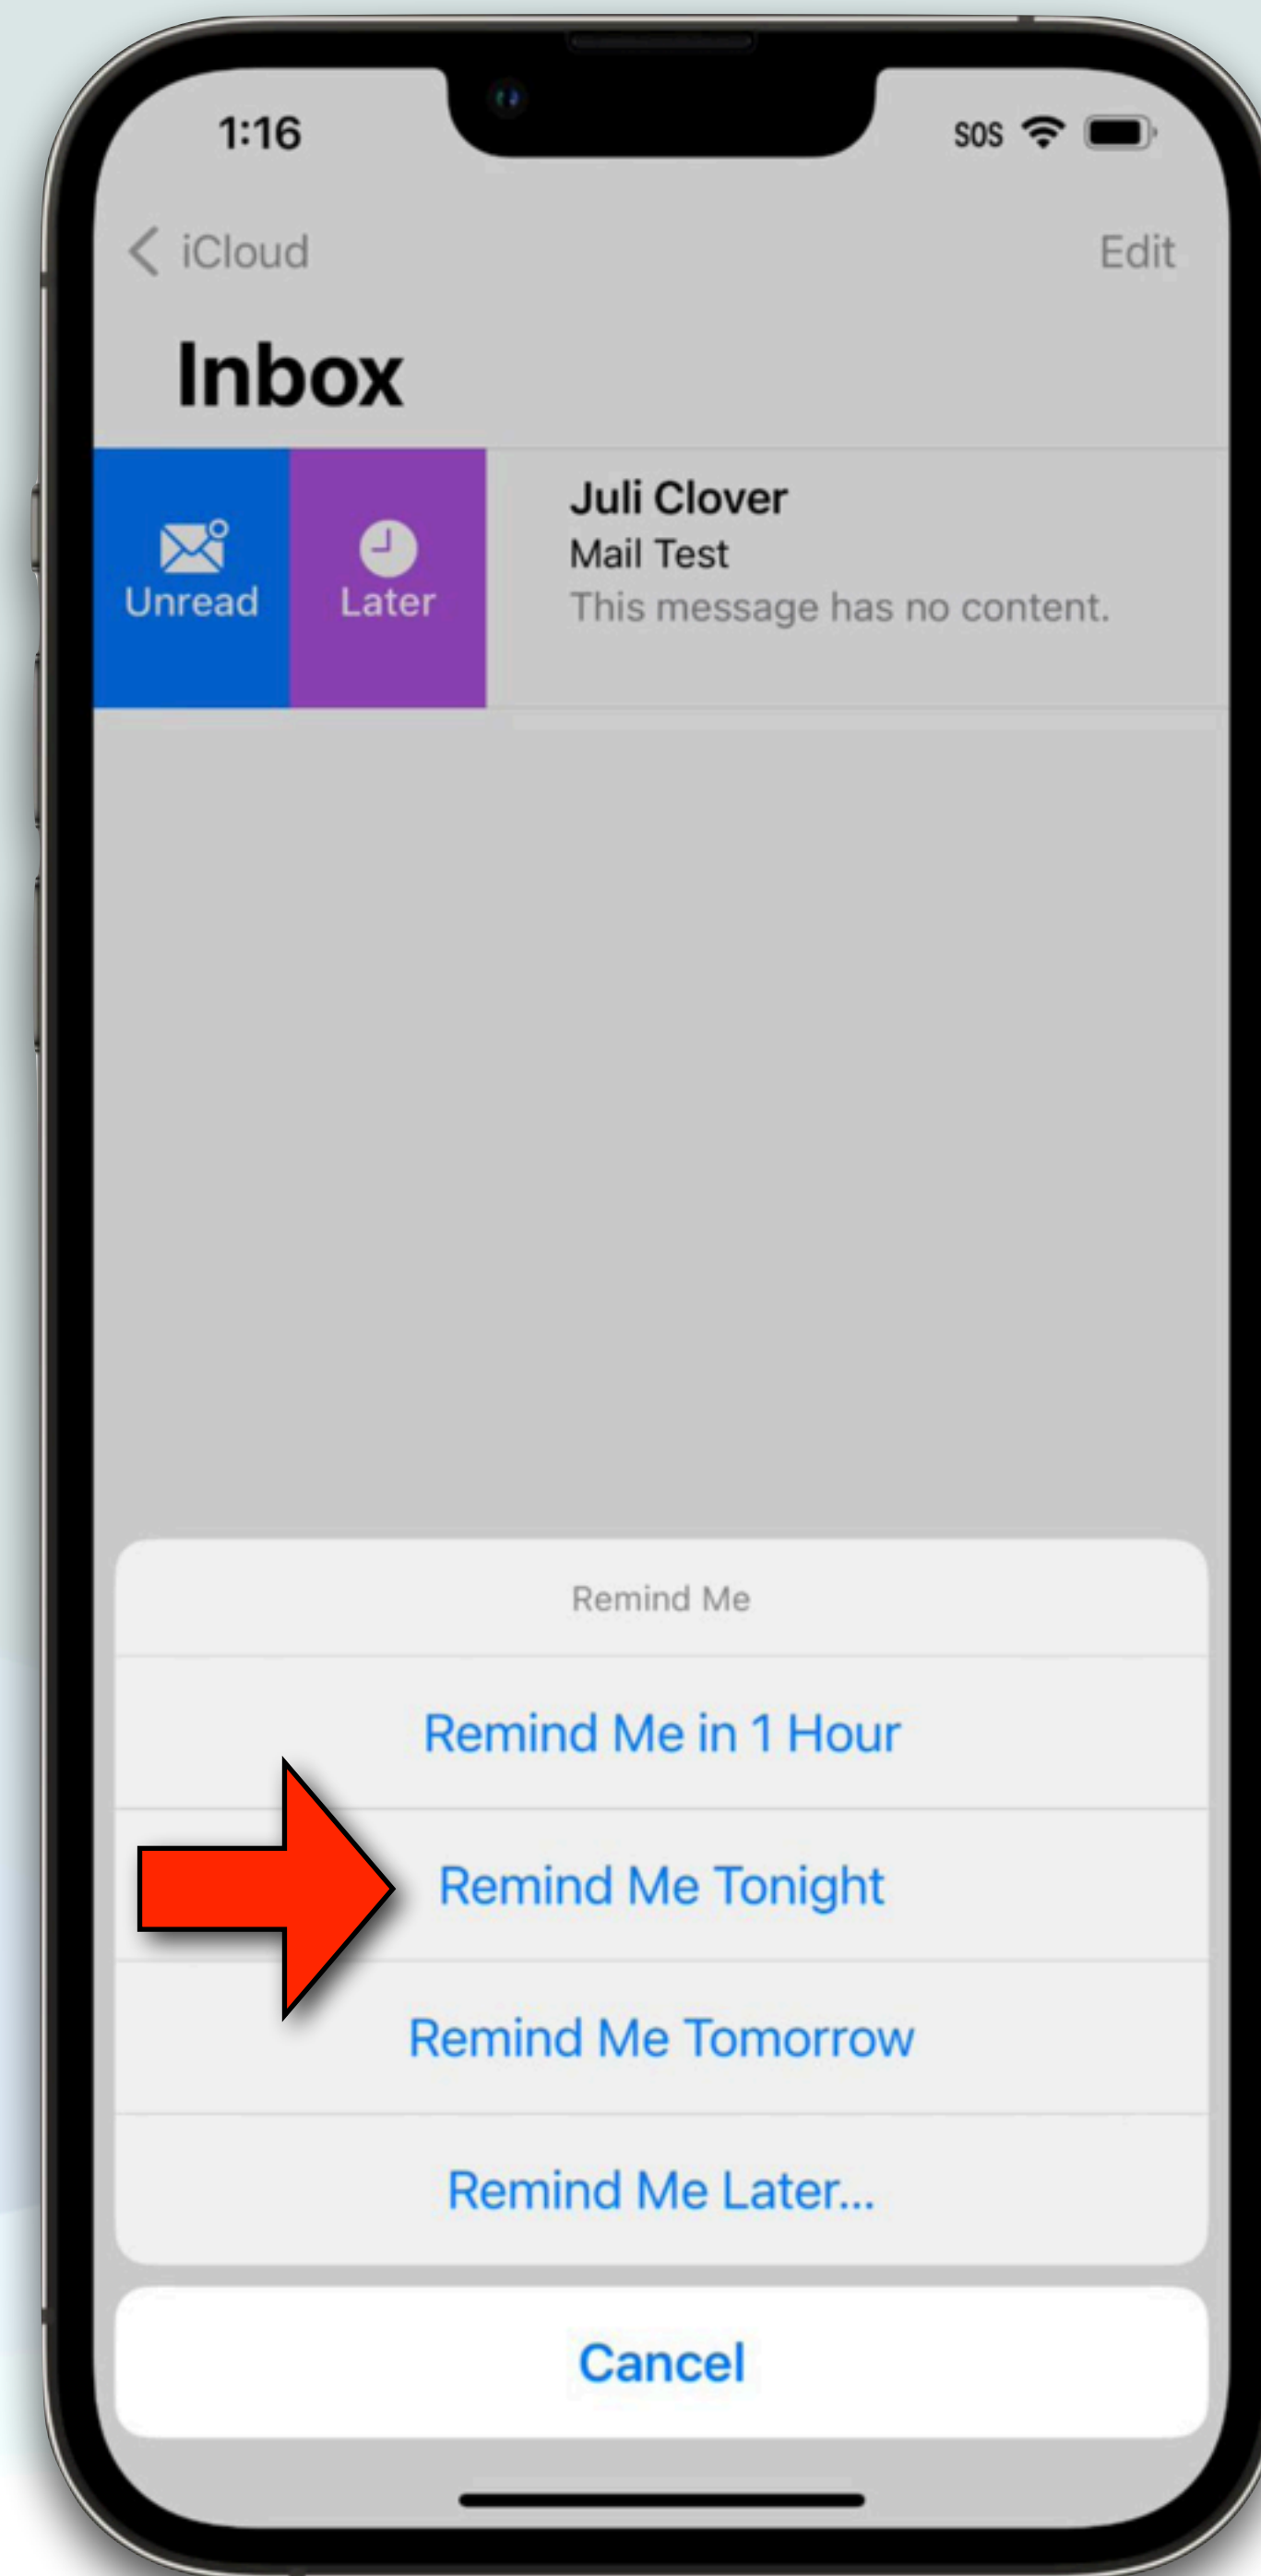 1:16
SOS
iCloud
Edit
Inbox
Unread
Later
Juli Clover
Mail Test
This message has no content.
Remind Me
Remind Me in 1 Hour
Remind Me Tonight
Remind Me Tomorrow
Remind Me Later...
Cancel